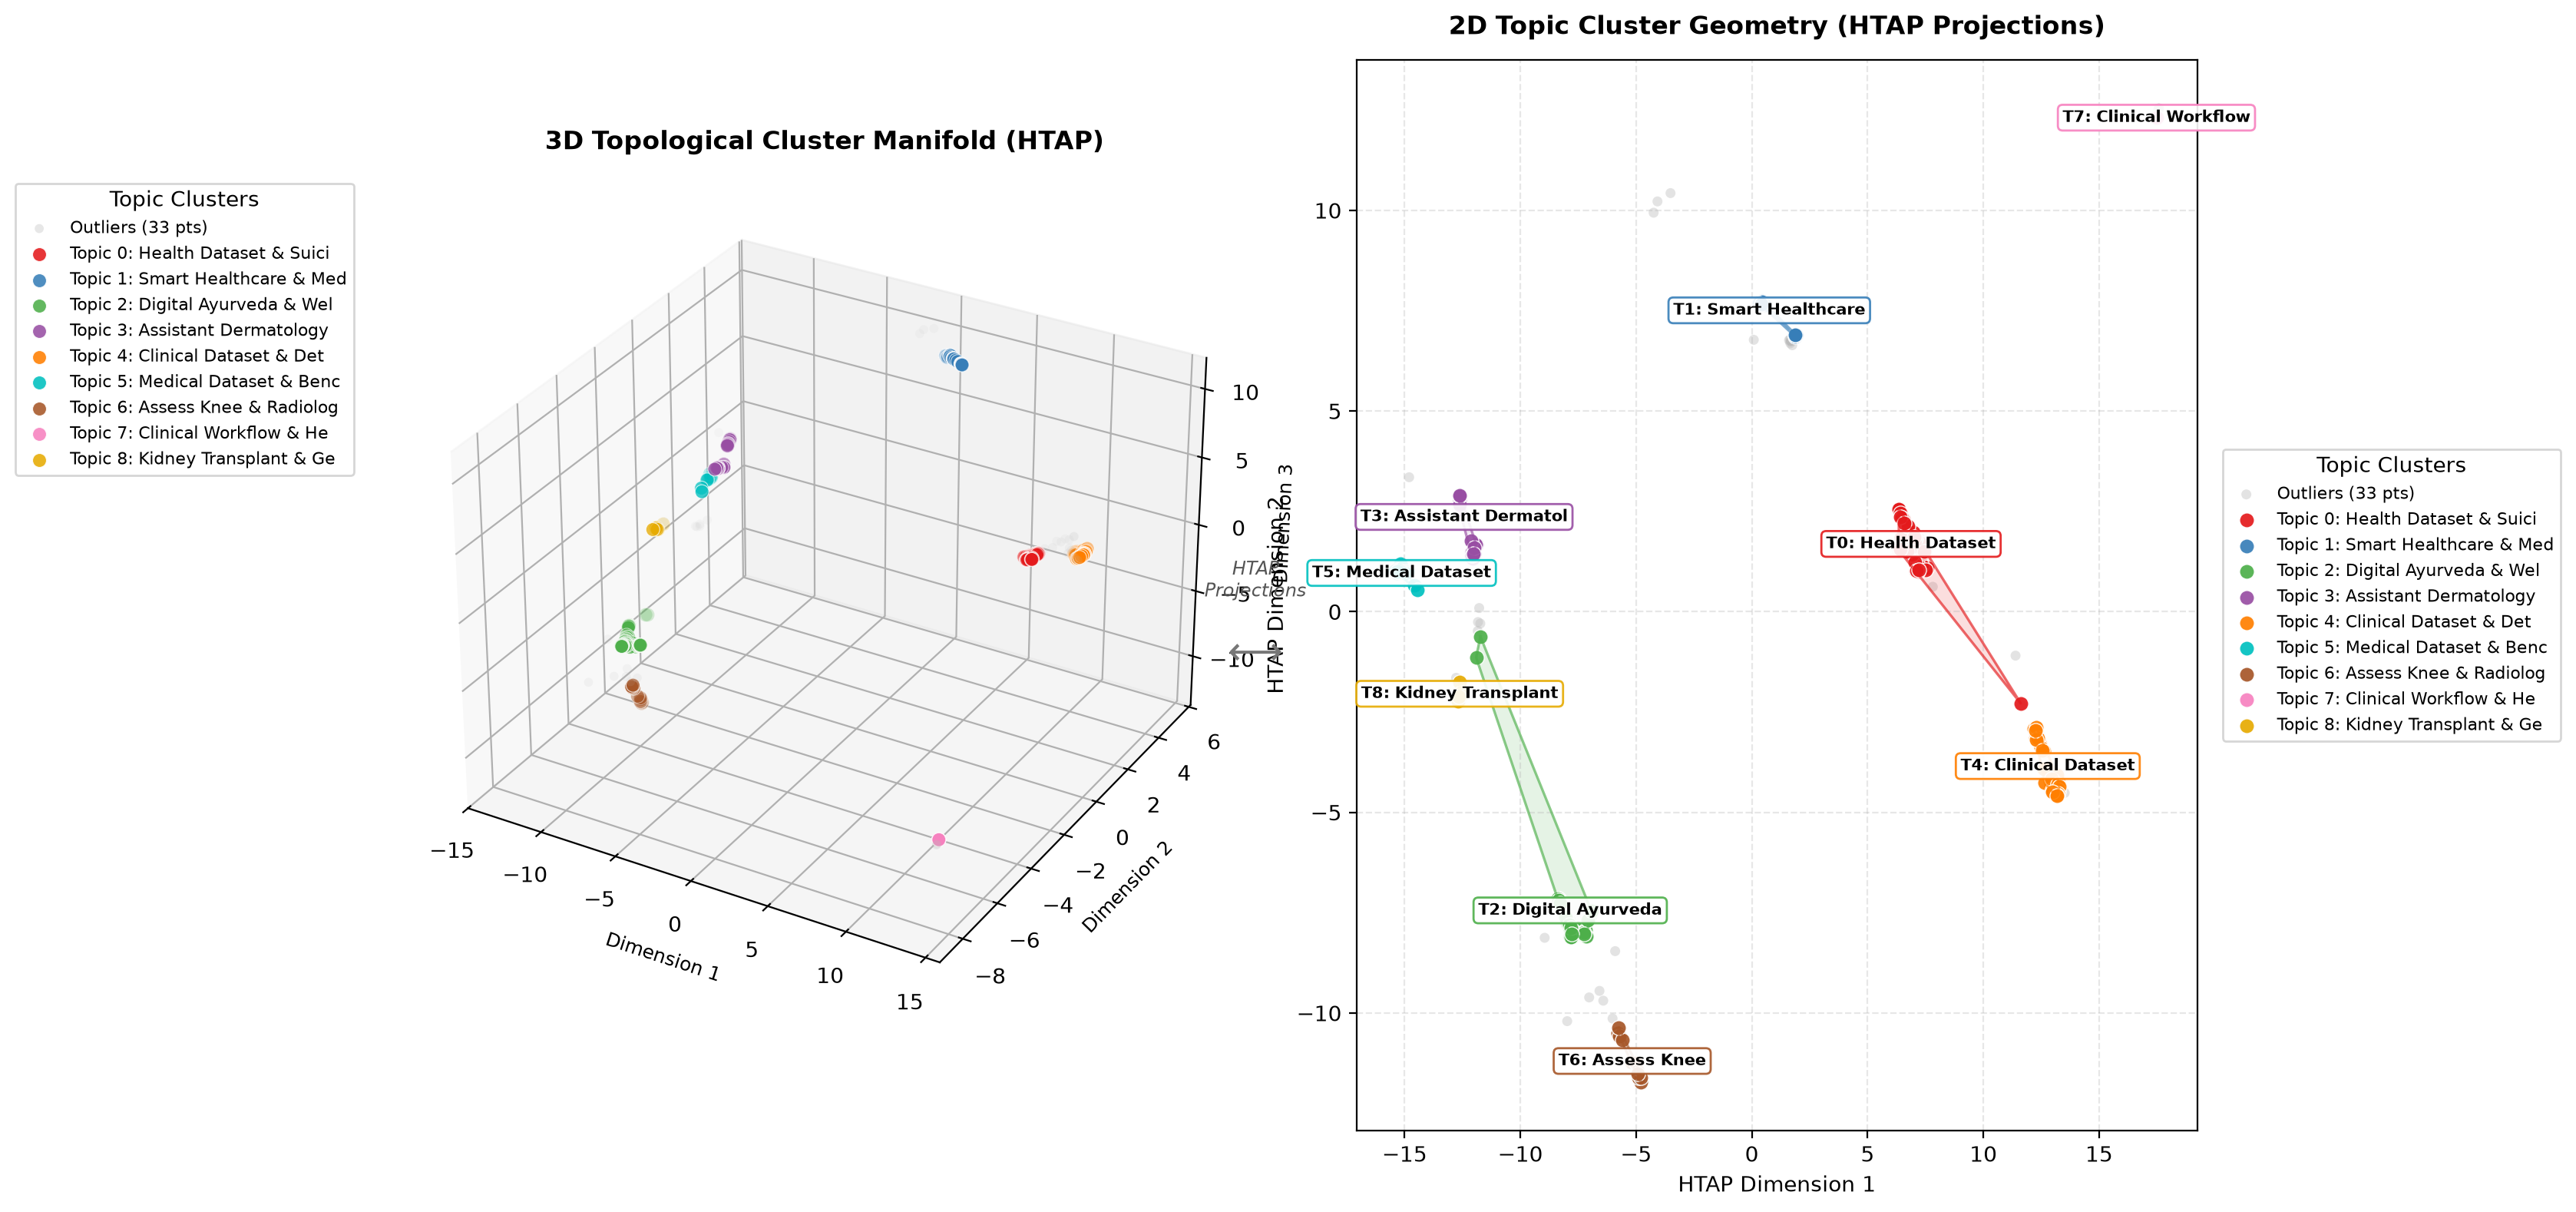 3D Topological Cluster Manifold (HTAP)
Topic Clusters
Outliers (33 pts)
Topic 0: Health Dataset & Suici
Topic 1: Smart Healthcare & Med
Topic 2: Digital Ayurveda & Wel
Topic 3: Assistant Dermatology
Topic 4: Clinical Dataset & Det
Topic 5: Medical Dataset & Benc
Topic 6: Assess Knee & Radiolog
Topic 7: Clinical Workflow & He
Topic 8: Kidney Transplant & Ge
10
5
0
−5
−10
Dimension 3
6
4
2
0
−2
−4
−6
−8
Dimension 2
−15
−10
−5
0
5
10
15
Dimension 1
HTAP
Projections
2D Topic Cluster Geometry (HTAP Projections)
HTAP Dimension 2
10
5
0
−5
−10
T7: Clinical Workflow
T1: Smart Healthcare
T3: Assistant Dermatol
T0: Health Dataset
T5: Medical Dataset
T8: Kidney Transplant
T4: Clinical Dataset
T2: Digital Ayurveda
T6: Assess Knee
−15
−10
−5
0
5
10
15
HTAP Dimension 1
Topic Clusters
Outliers (33 pts)
Topic 0: Health Dataset & Suici
Topic 1: Smart Healthcare & Med
Topic 2: Digital Ayurveda & Wel
Topic 3: Assistant Dermatology
Topic 4: Clinical Dataset & Det
Topic 5: Medical Dataset & Benc
Topic 6: Assess Knee & Radiolog
Topic 7: Clinical Workflow & He
Topic 8: Kidney Transplant & Ge